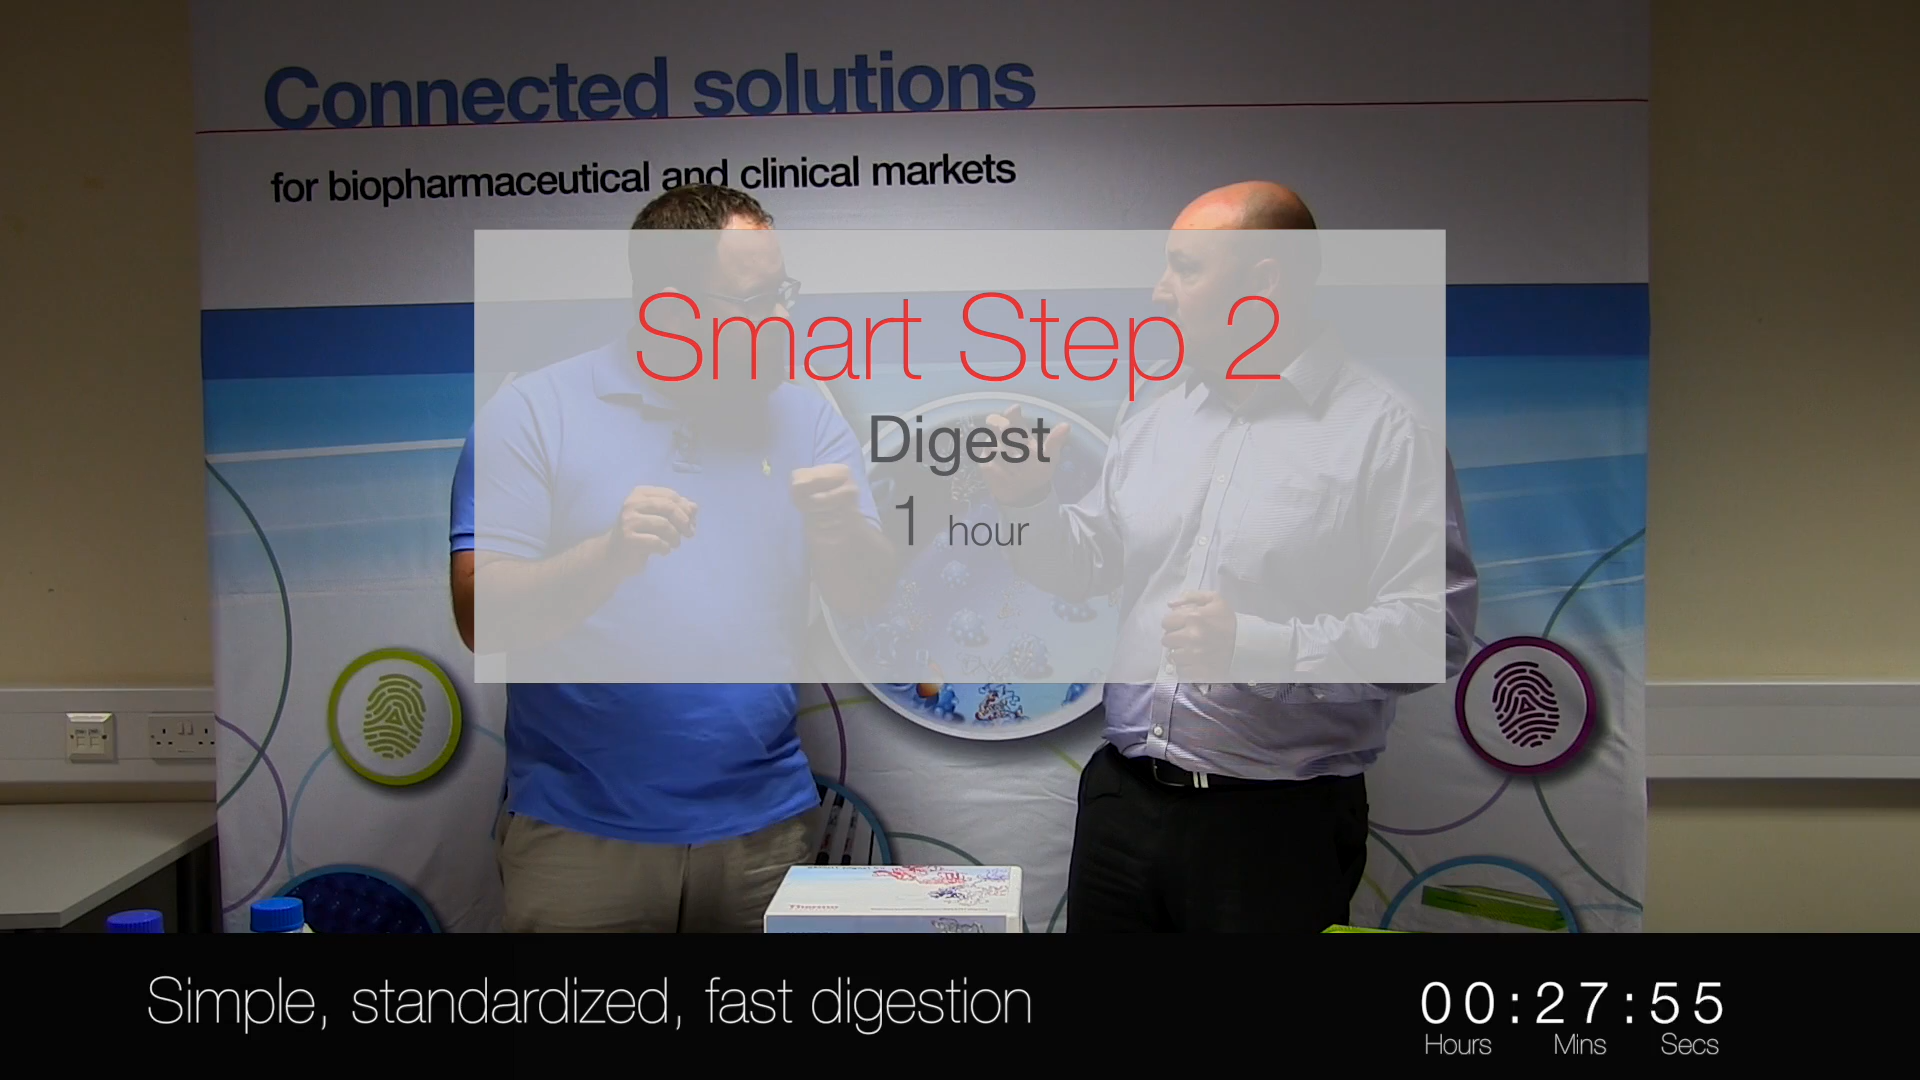 Connected solutions
for biopharmaceutical and clinical markets
Smart Step 2
Digest
1 hour
Thermo
Simple, standardized, fast digestion
00:27:55
Hours Mins Secs